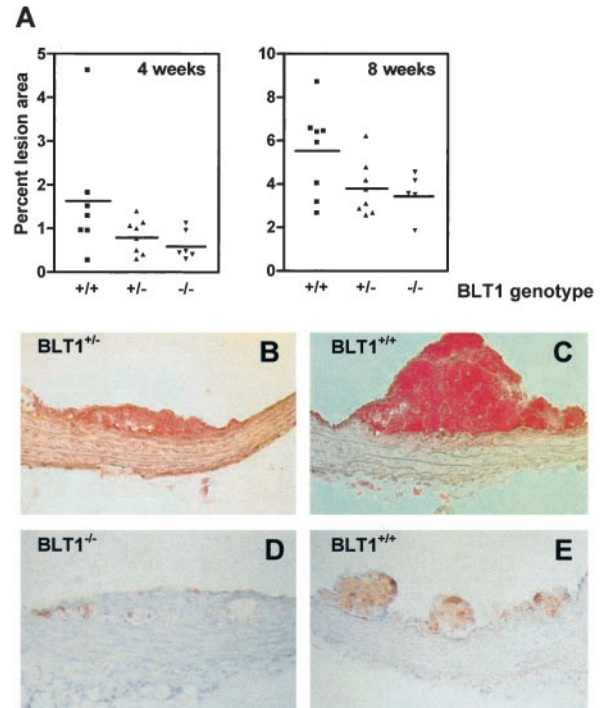 A
Percent lesion area
5
4
3
2
1
0
4 weeks
+/+ +/- -/-
10
8
6
4
2
0
8 weeks
+/+ +/- -/-
BLT1 genotype
BLT1+/-
B
BLT1+/+
C
BLT1-/-
D
BLT1+/+
E